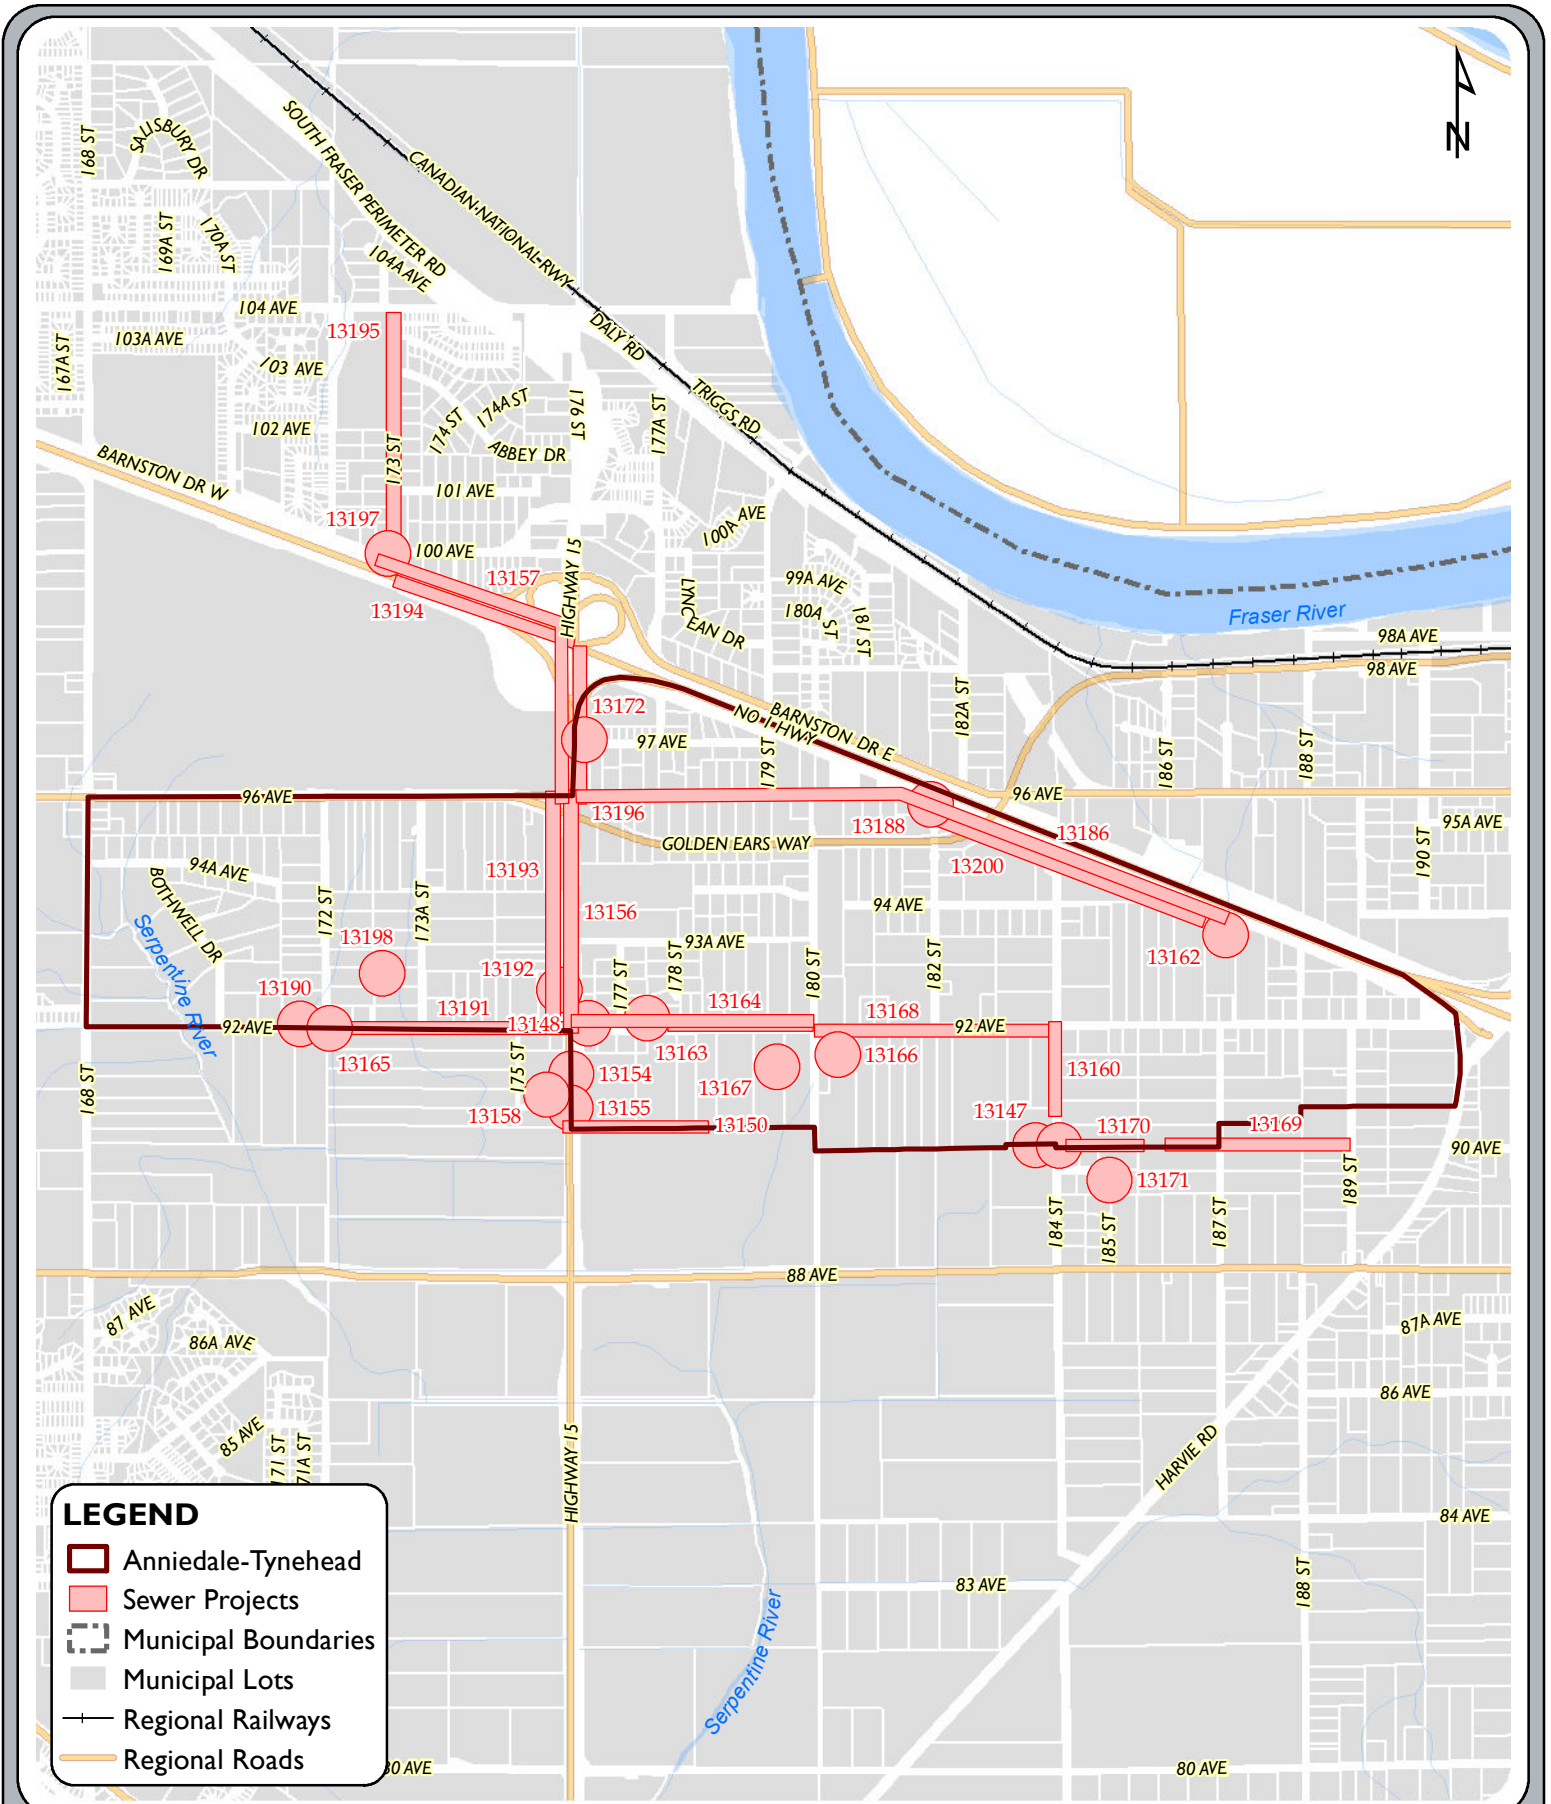 N
168 ST
SALISBURY DR
SOUTH FRASER PERIMETER RD
CANADIAN-NATIONAL-RWY
169A ST
170A ST
104A AVE
104 AVE
13195
103A AVE
167A ST
103 AVE
DALY RD
TRIGGS RD
174A ST
174 ST
176 ST
177A ST
102 AVE
ABBEY DR
173 ST
BARNSTON DR W
101 AVE
13197
100A AVE
100 AVE
HIGHWAY 15
13157
99A AVE
13194
LYNC
EAN DR
180A ST
181 ST
Fraser River
98A AVE
98 AVE
13172
182A ST
BARNSTON DR E
NO 1 HWY
97 AVE
179 ST
186 ST
188 ST
96 AVE
96 AVE
13196
13188
13186
95A AVE
GOLDEN EARS WAY
190 ST
94A AVE
13193
13200
BOTHWELL DR
172 ST
173A ST
13156
94 AVE
Serpentine River
13198
93A AVE
178 ST
180 ST
182 ST
13162
13192
177 ST
13190
13191
13164
13168
92 AVE
13148
92 AVE
13165
175 ST
13163
13166
13160
13154
13167
168 ST
13158
13155
13150
13147
13170
13169
90 AVE
189 ST
13171
184 ST
185 ST
187 ST
88 AVE
87 AVE
86A AVE
87A AVE
86 AVE
85 AVE
171 ST
71A ST
HIGHWAY 15
HARVIE RD
84 AVE
83 AVE
188 ST
Serpentine River
80 AVE
80 AVE
LEGEND
Anniedale-Tynehead
Sewer Projects
Municipal Boundaries
Municipal Lots
Regional Railways
Regional Roads